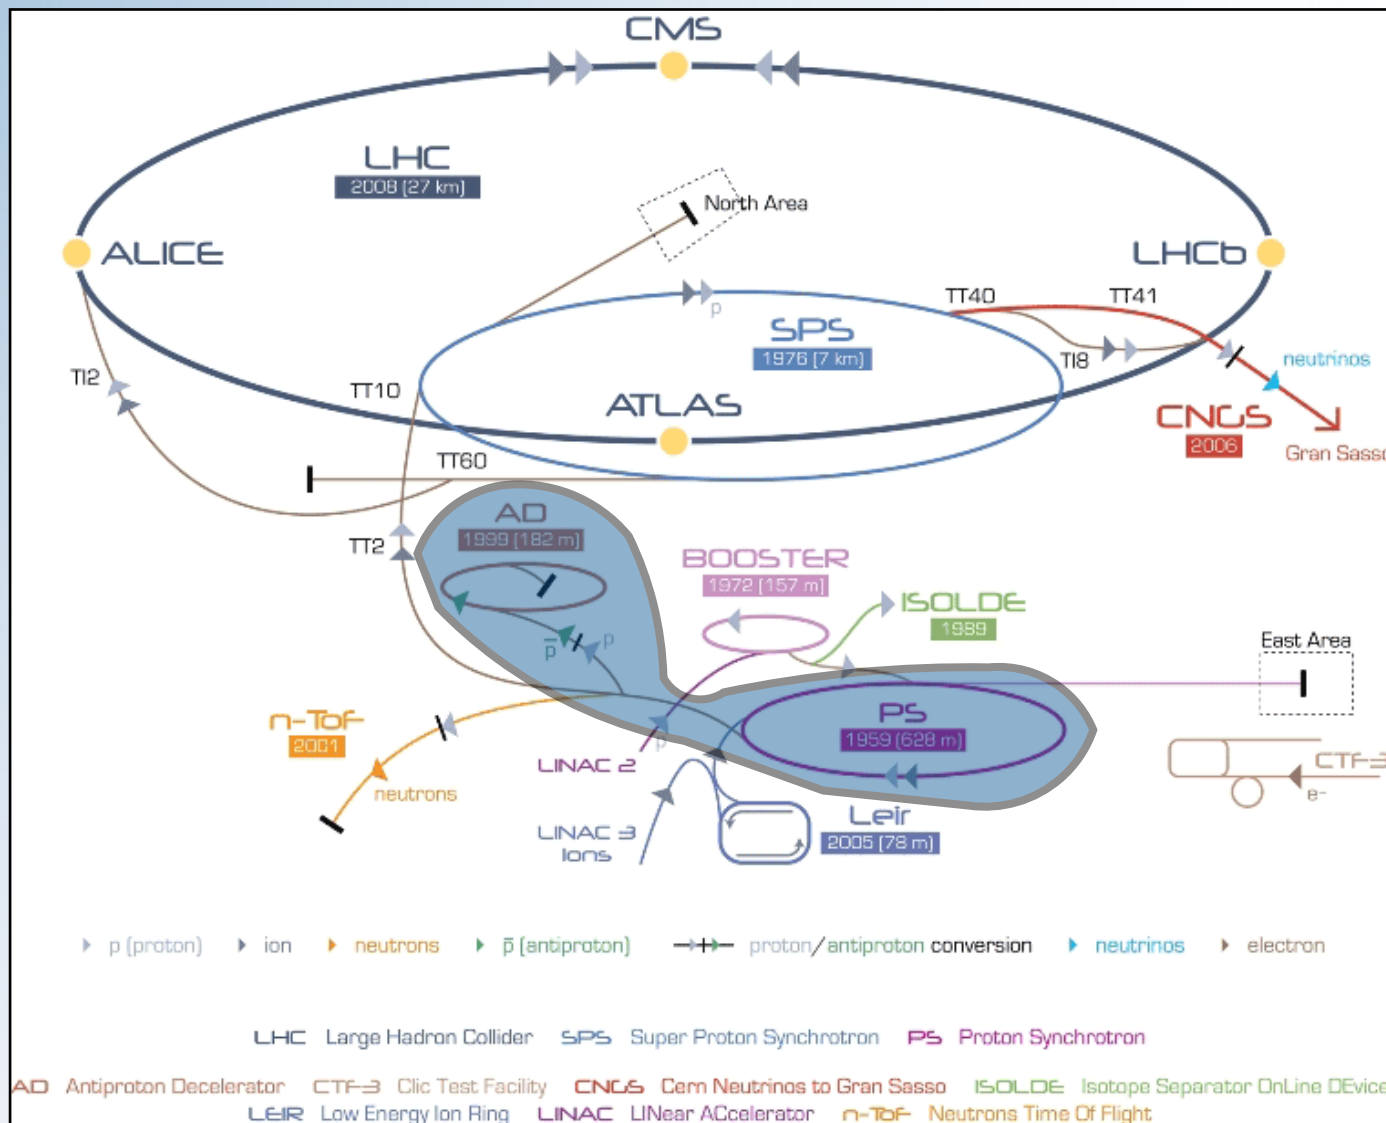 CMS
LHC
2008 (27 km)
North Area
ALICE
LHCb
TT40
TT41
p
SPS
1976 (7 km)
TI8
neutrinos
TI2
TT10
ATLAS
CNGS
2006
Gran Sasso
TT60
AD
1999 (182 m)
TT2
BOOSTER
1972 (157 m)
ISOLDE
1989
p̅
p
East Area
n-ToF
2001
PS
1959 (628 m)
p
LINAC 2
neutrons
CTF-3
e-
Leir
2005 (78 m)
LINAC 3
Ions
p (proton) ion neutrons p̅ (antiproton) proton/antiproton conversion neutrinos electron
LHC Large Hadron Collider SPS Super Proton Synchrotron PS Proton Synchrotron
AD Antiproton Decelerator CTF-3 Clic Test Facility CNGS Cern Neutrinos to Gran Sasso ISOLDE Isotope Separator OnLine DEvice
LEIR Low Energy Ion Ring LINAC LINear ACcelerator n-ToF Neutrons Time Of Flight